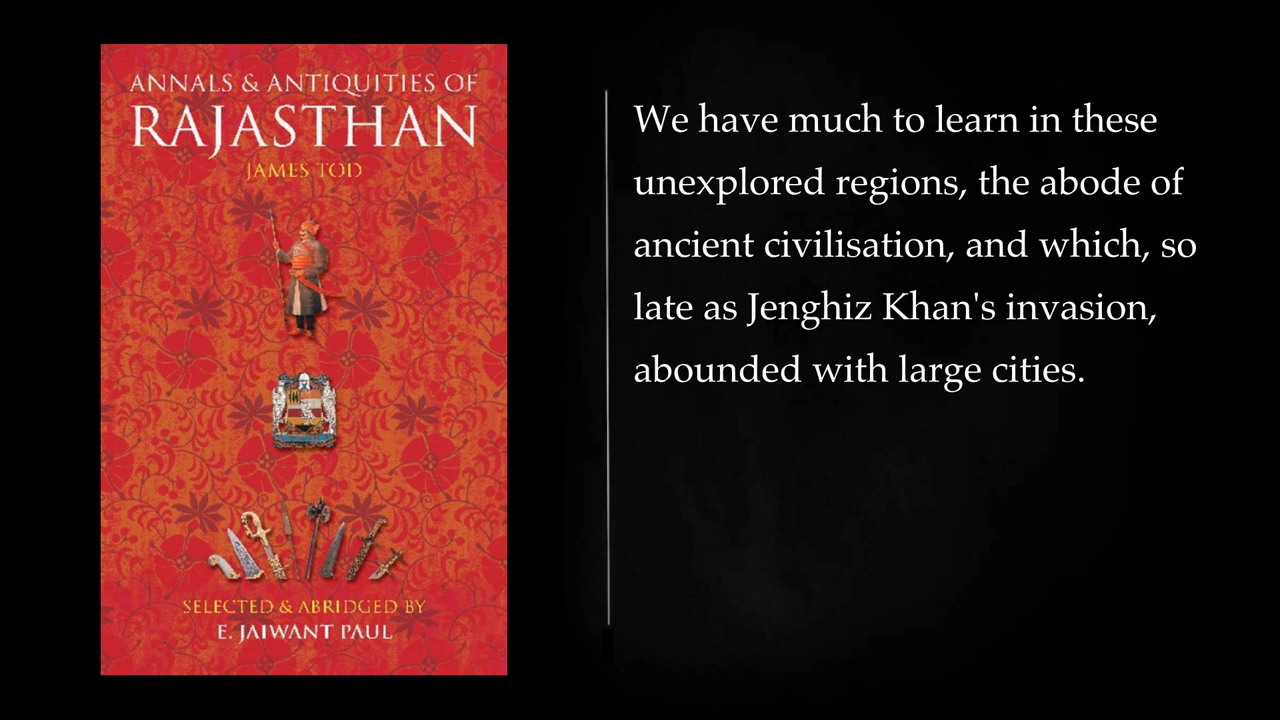 ANNALS & ANTIQUITIES OF
RAJASTHAN
JAMES TOD
SELECTED & ABRIDGED BY
E. JAIWANT PAUL
We have much to learn in these
unexplored regions, the abode of
ancient civilisation, and which, so
late as Jenghiz Khan's invasion,
abounded with large cities.